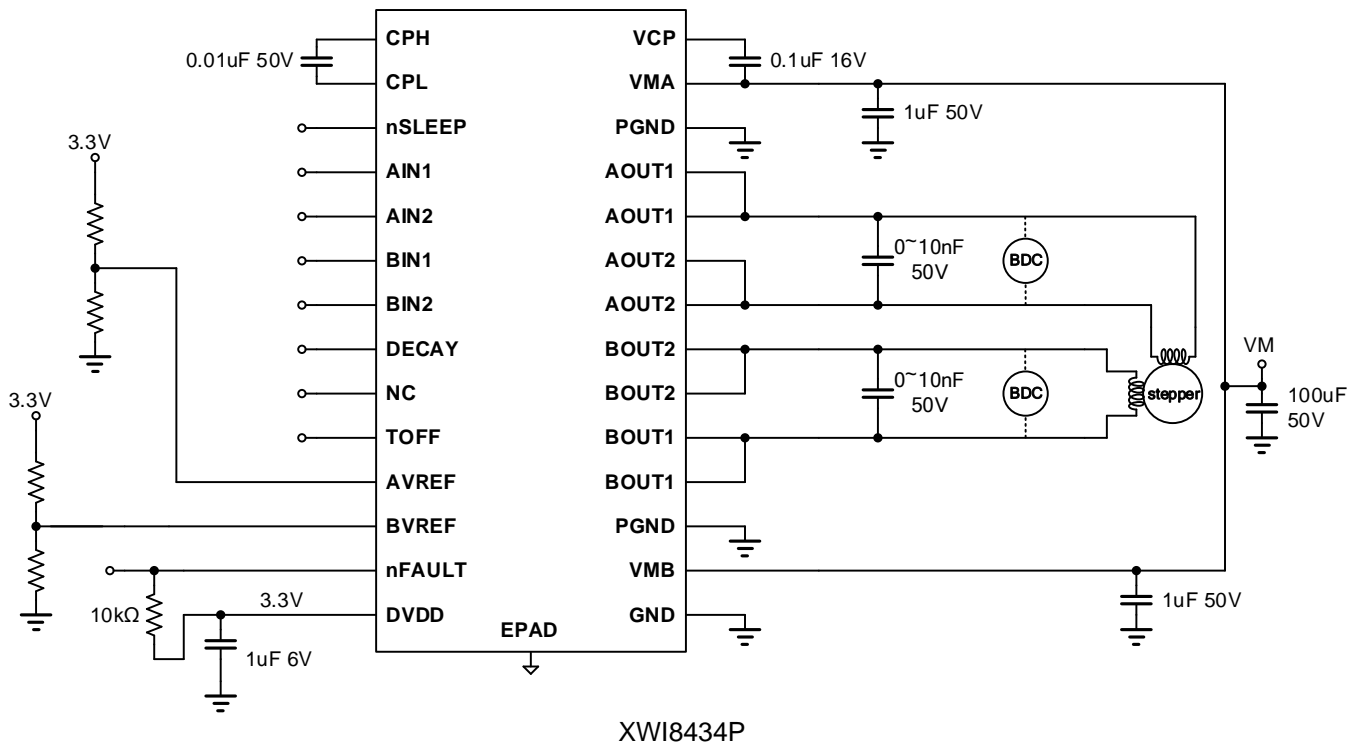 CPH
CPL
nSLEEP
AIN1
AIN2
BIN1
BIN2
DECAY
NC
TOFF
AVREF
BVREF
nFAULT
DVDD
EPAD
VCP
VMA
PGND
AOUT1
AOUT1
AOUT2
AOUT2
BOUT2
BOUT2
BOUT1
BOUT1
PGND
VMB
GND
0.01uF 50V
3.3V
3.3V
10kΩ
3.3V
1uF 6V
0.1uF 16V
1uF 50V
0~10nF
50V
BDC
0~10nF
50V
BDC
stepper
VM
100uF
50V
1uF 50V
XWI8434P